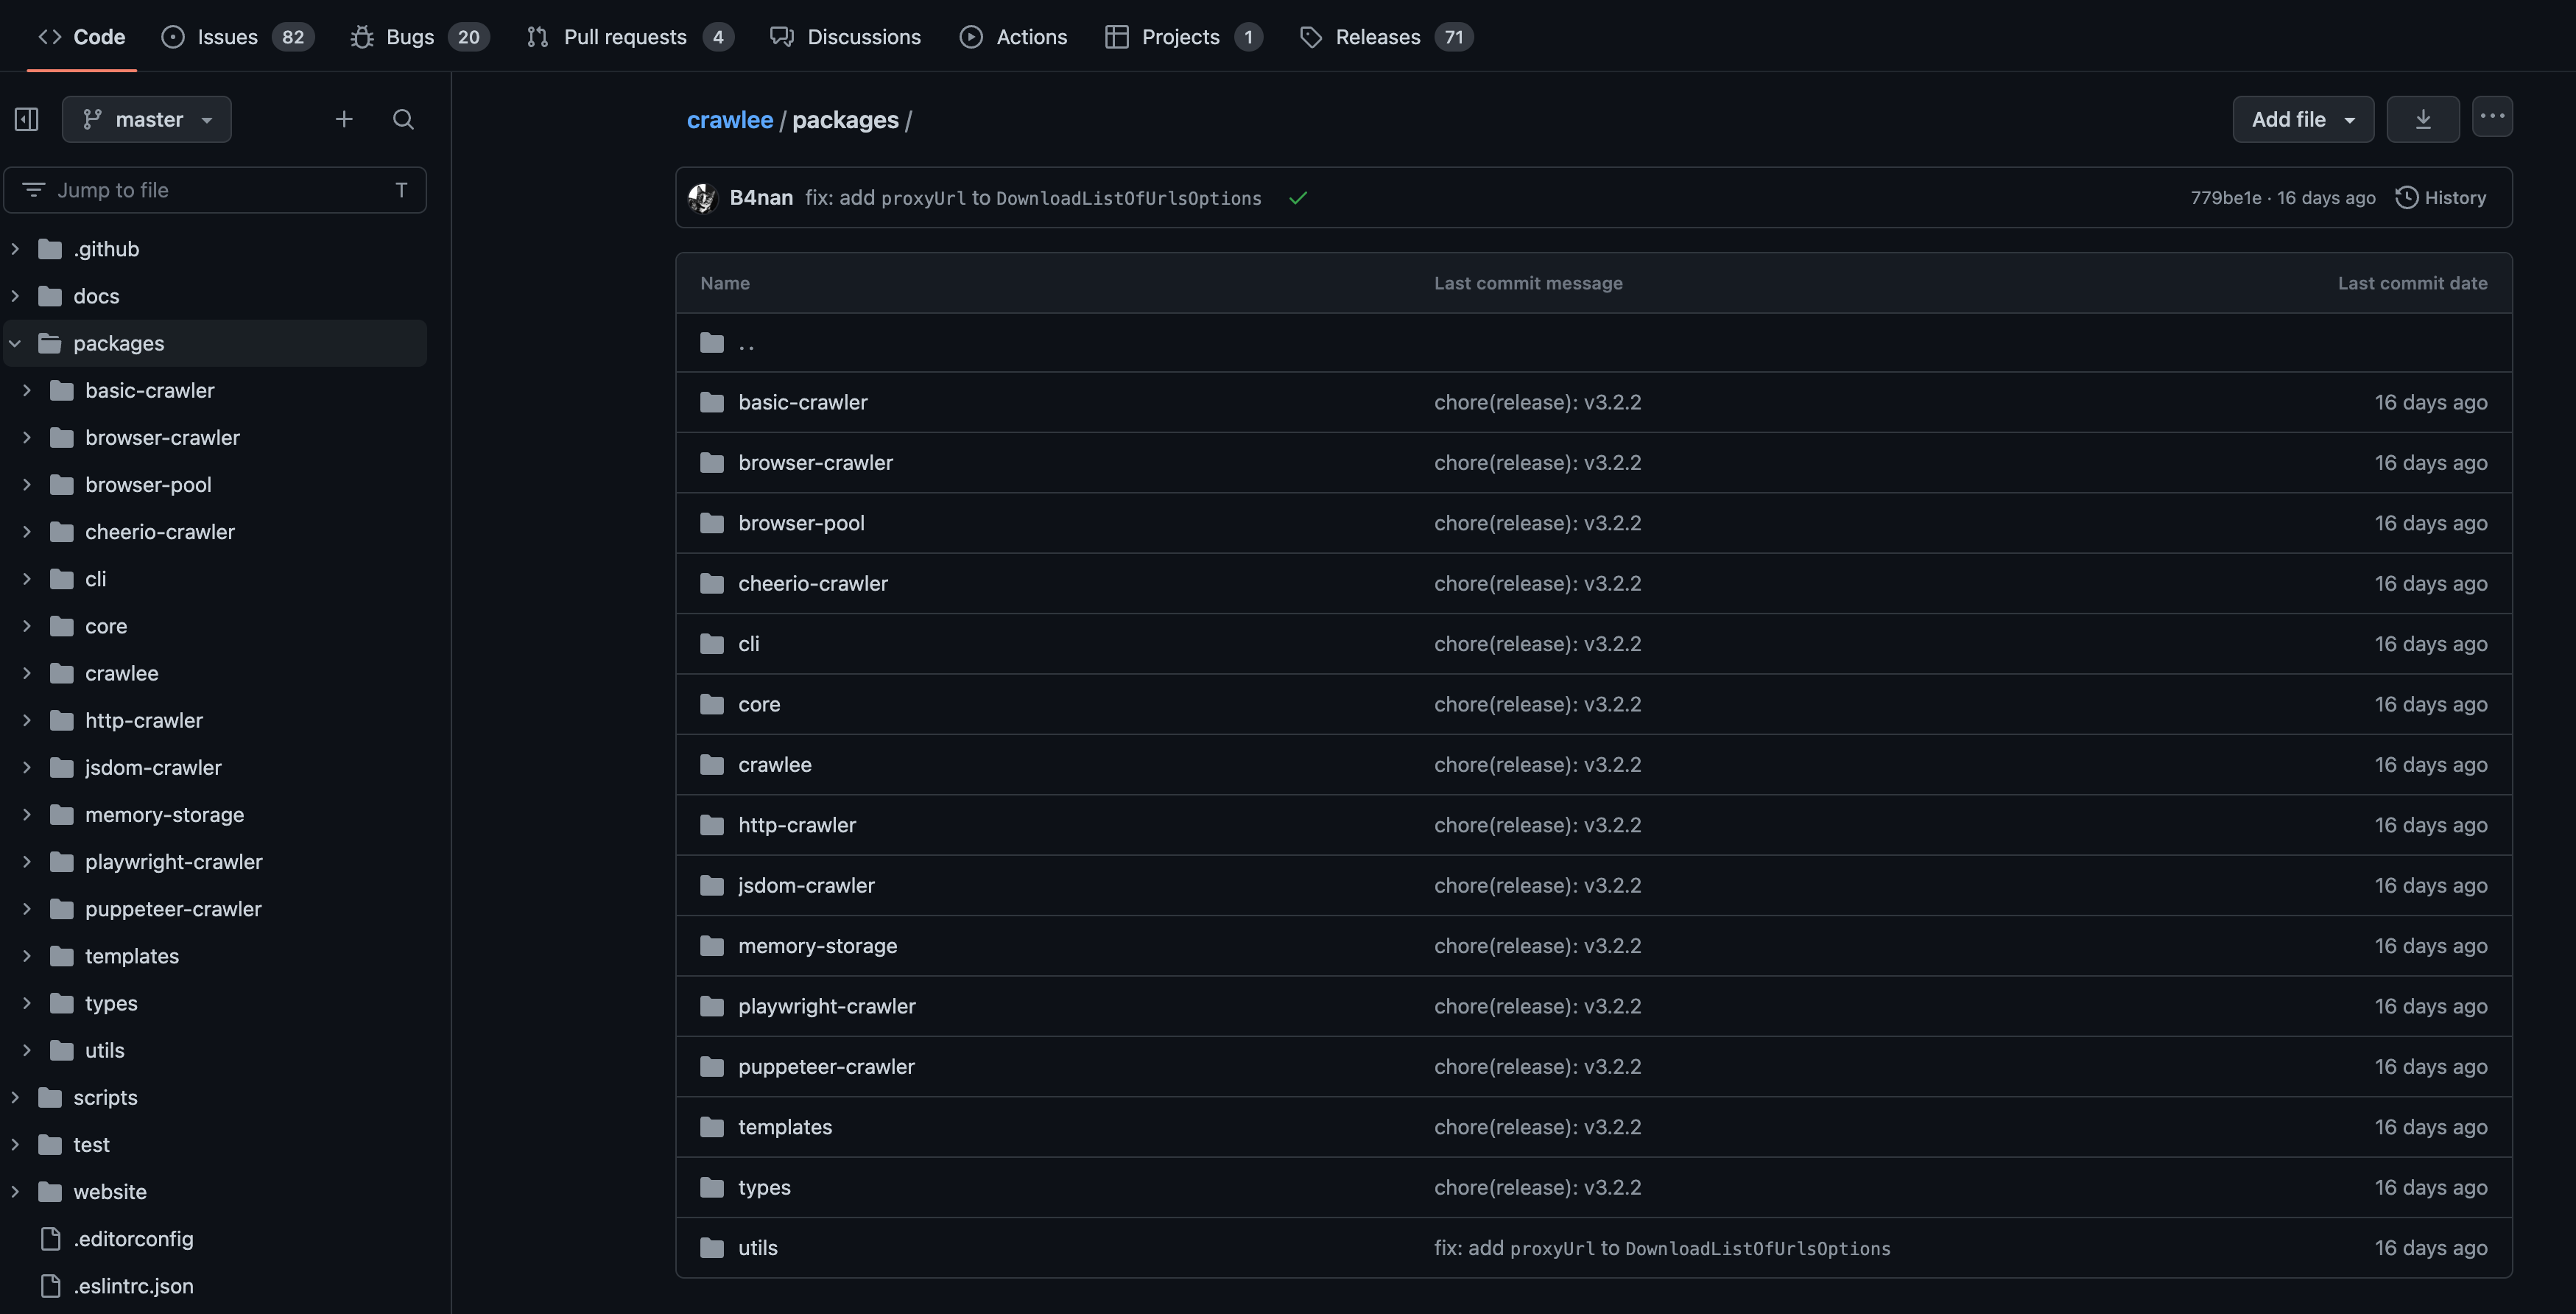 Code Issues 82 Bugs 20 Pull requests 4 Discussions Actions Projects 1 Releases 71
master
Jump to file T
.github
docs
packages
basic-crawler
browser-crawler
browser-pool
cheerio-crawler
cli
core
crawlee
http-crawler
jsdom-crawler
memory-storage
playwright-crawler
puppeteer-crawler
templates
types
utils
scripts
test
website
.editorconfig
.eslintrc.json
crawlee / packages /
Add file
B4nan fix: add proxyUrl to DownloadListOfUrlsOptions 779be1e · 16 days ago History
Name Last commit message Last commit date
..
basic-crawler chore(release): v3.2.2 16 days ago
browser-crawler chore(release): v3.2.2 16 days ago
browser-pool chore(release): v3.2.2 16 days ago
cheerio-crawler chore(release): v3.2.2 16 days ago
cli chore(release): v3.2.2 16 days ago
core chore(release): v3.2.2 16 days ago
crawlee chore(release): v3.2.2 16 days ago
http-crawler chore(release): v3.2.2 16 days ago
jsdom-crawler chore(release): v3.2.2 16 days ago
memory-storage chore(release): v3.2.2 16 days ago
playwright-crawler chore(release): v3.2.2 16 days ago
puppeteer-crawler chore(release): v3.2.2 16 days ago
templates chore(release): v3.2.2 16 days ago
types chore(release): v3.2.2 16 days ago
utils fix: add proxyUrl to DownloadListOfUrlsOptions 16 days ago